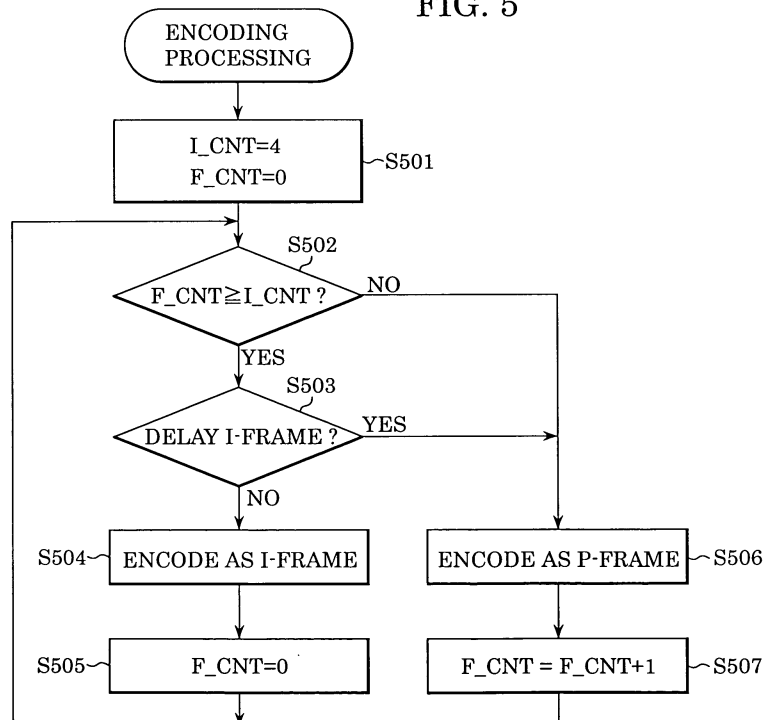 FIG. 5
ENCODING
PROCESSING
I_CNT=4
F_CNT=0
S501
S502
F_CNT≧I_CNT ?
NO
YES
S503
DELAY I-FRAME ?
YES
NO
S504
ENCODE AS I-FRAME
ENCODE AS P-FRAME
S506
S505
F_CNT=0
F_CNT = F_CNT+1
S507